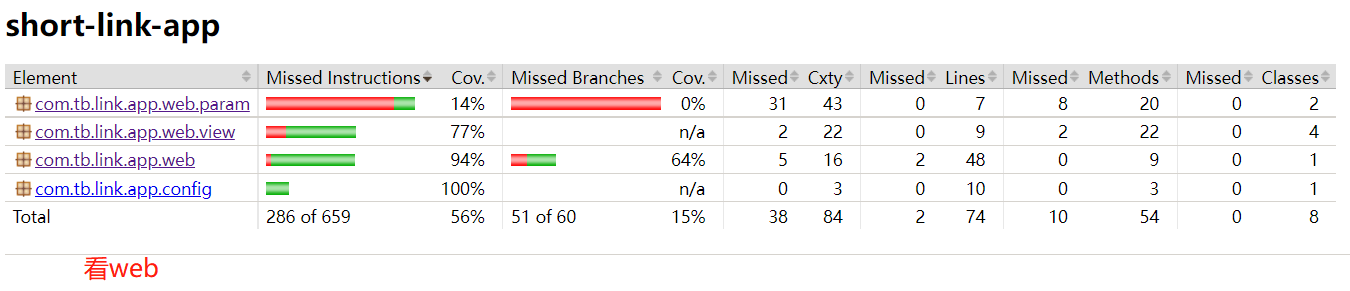 short-link-app
Element Missed Instructions Cov. Missed Branches Cov. Missed Cxty Missed Lines Missed Methods Missed Classes
com.tb.link.app.web.param 14% 0% 31 43 0 7 8 20 0 2
com.tb.link.app.web.view 77% n/a 2 22 0 9 2 22 0 4
com.tb.link.app.web 94% 64% 5 16 2 48 0 9 0 1
com.tb.link.app.config 100% n/a 0 3 0 10 0 3 0 1
Total 286 of 659 56% 51 of 60 15% 38 84 2 74 10 54 0 8
看web